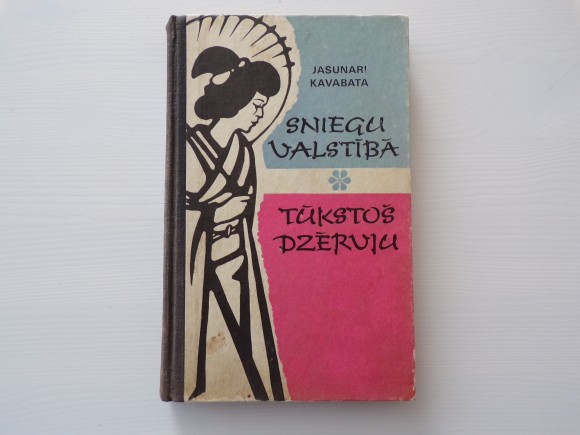 JASUNARI
KAVABATA
SNIEGU
VALSTĪBĀ
TŪKSTOŠ
DZĒRVJU